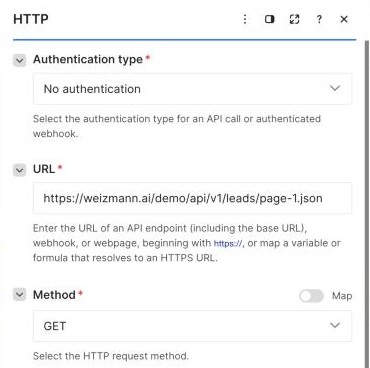 HTTP
?
Authentication type *
No authentication
Select the authentication type for an API call or authenticated
webhook.
URL *
https://weizmann.ai/demo/api/v1/leads/page-1.json
Enter the URL of an API endpoint (including the base URL),
webhook, or webpage, beginning with https://, or map a variable or
formula that resolves to an HTTPS URL.
Method *
Map
GET
Select the HTTP request method.